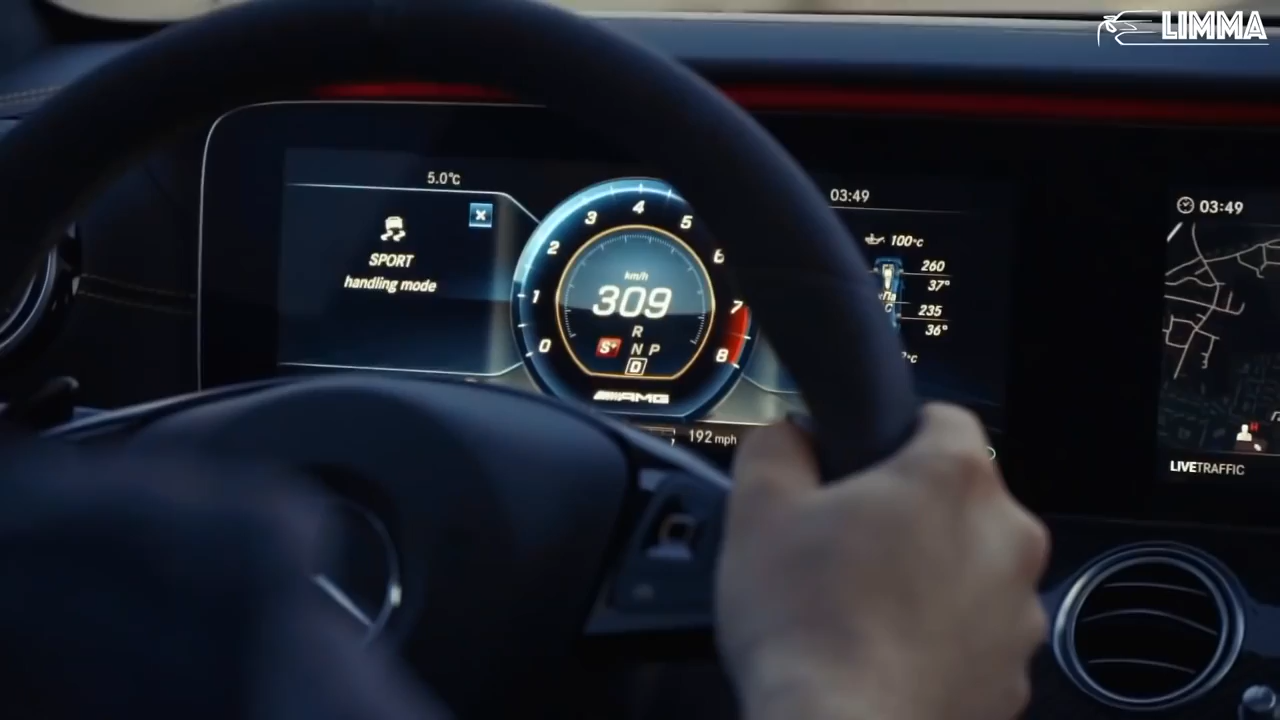 LIMMA
5.0°C
SPORT
handling mode
0
1
2
3
4
5
6
7
8
km/h
309
R
S+ N P
D
AMG
192 mph
03:49
100°C
260
37°
235
36°
03:49
LIVETRAFFIC